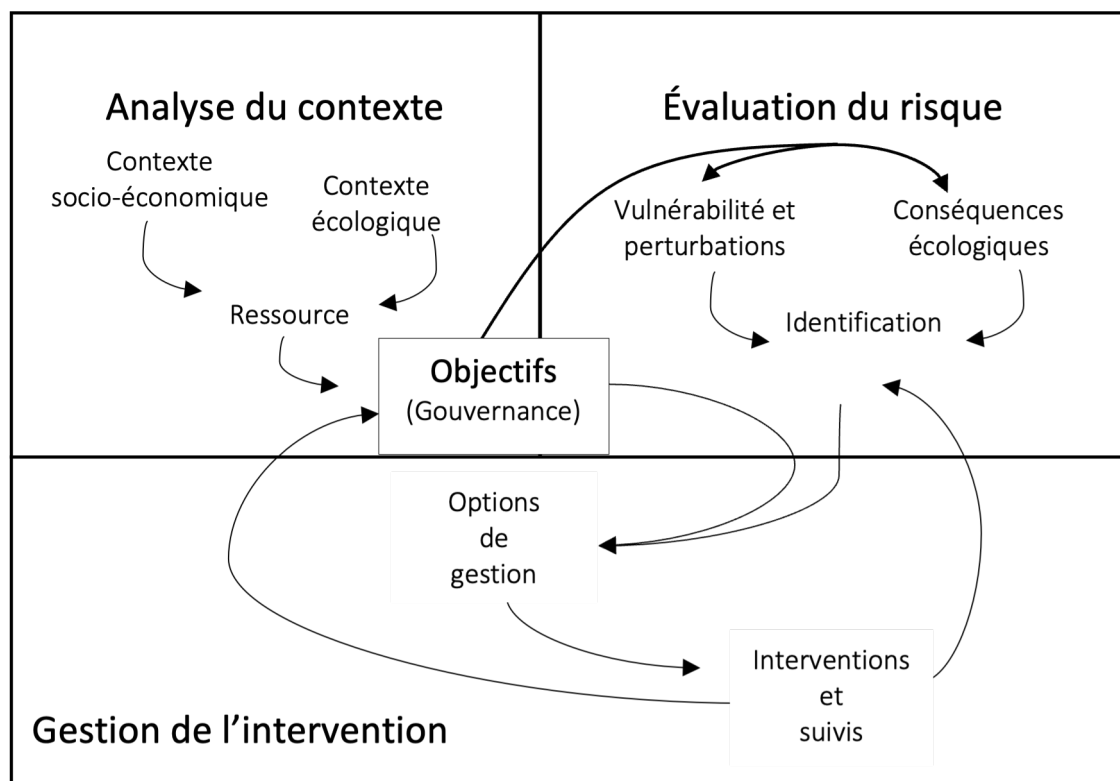 Analyse du contexte
Contexte
socio-économique
Contexte
écologique
Ressource
Objectifs
(Gouvernance)
Évaluation du risque
Vulnérabilité et
perturbations
Conséquences
écologiques
Identification
Options
de
gestion
Interventions
et
suivis
Gestion de l’intervention